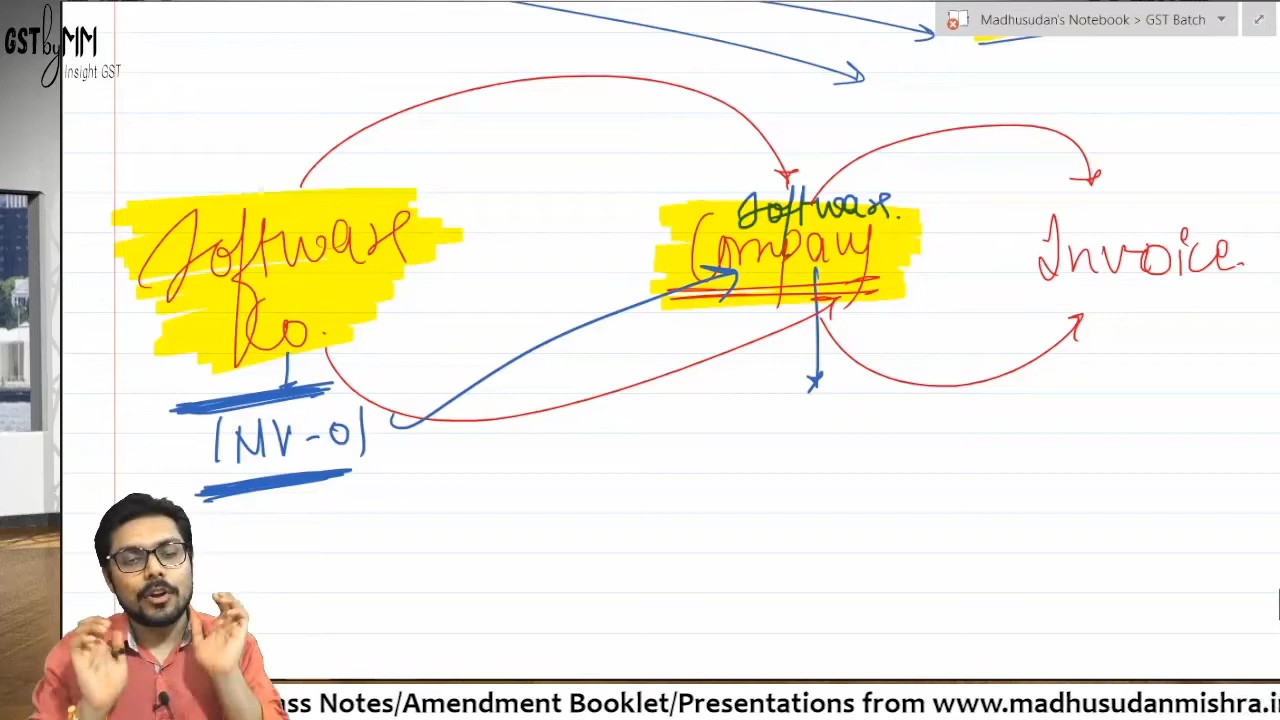 GST by MM
Insight GST
Madhusudan's Notebook > GST Batch
Software
Co.
INV-01
Software.
Company
Invoice.
ass Notes/Amendment Booklet/Presentations from www.madhusudanmishra.i